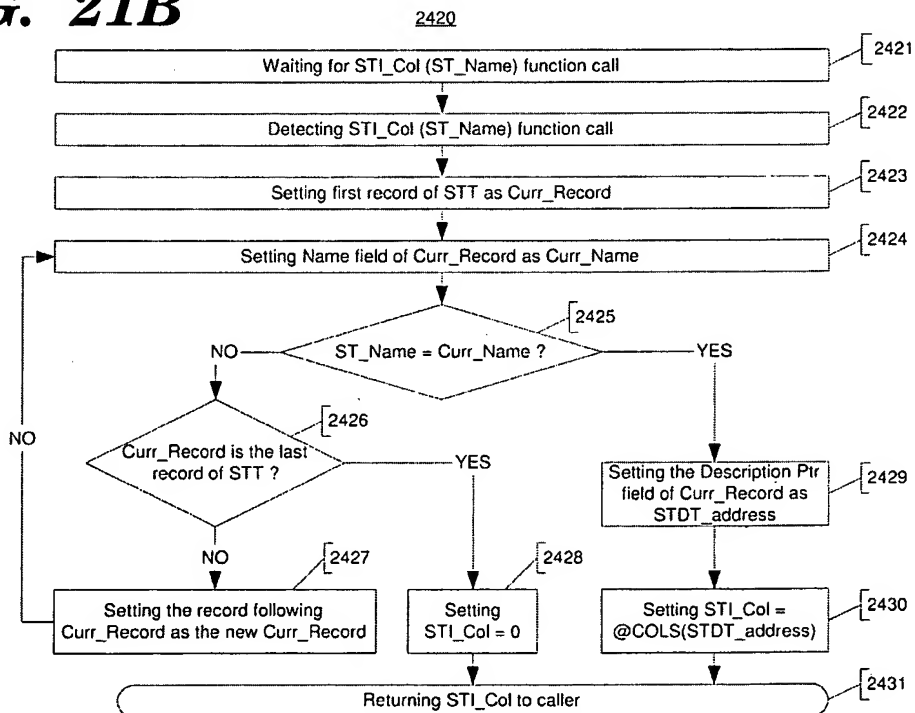 G. 21B
2420
2421
Waiting for STI_Col (ST_Name) function call
2422
Detecting STI_Col (ST_Name) function call
2423
Setting first record of STT as Curr_Record
2424
Setting Name field of Curr_Record as Curr_Name
2425
NO
ST_Name = Curr_Name ?
YES
2426
NO
Curr_Record is the last
record of STT ?
YES
2429
Setting the Description Ptr
field of Curr_Record as
STDT_address
NO
2427
2428
2430
Setting the record following
Curr_Record as the new Curr_Record
Setting
STI_Col = 0
Setting STI_Col =
@COLS(STDT_address)
2431
Returning STI_Col to caller